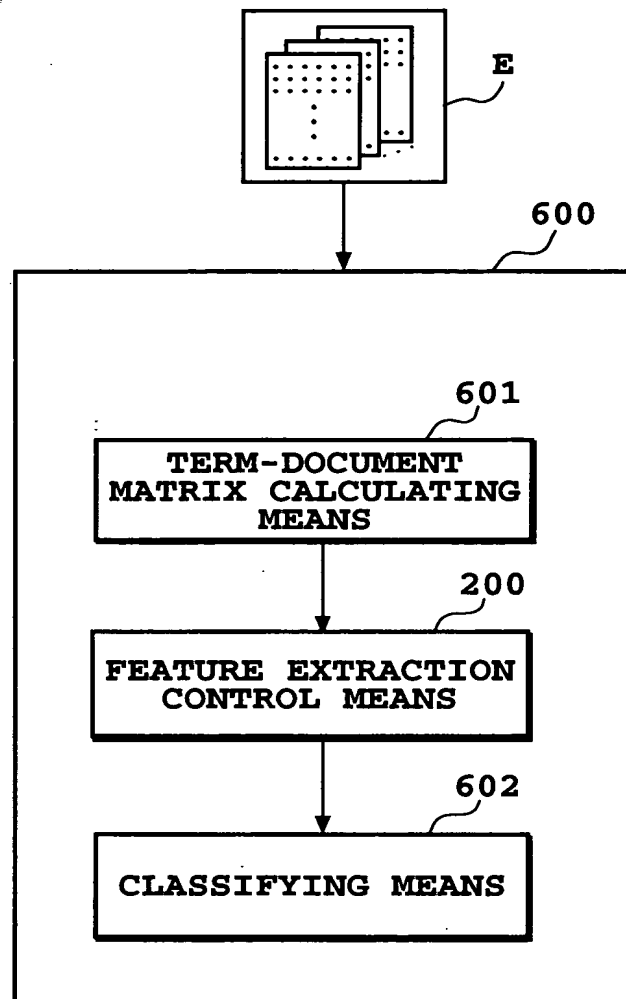 E
600
601
TERM-DOCUMENT
MATRIX CALCULATING
MEANS
200
FEATURE EXTRACTION
CONTROL MEANS
602
CLASSIFYING MEANS